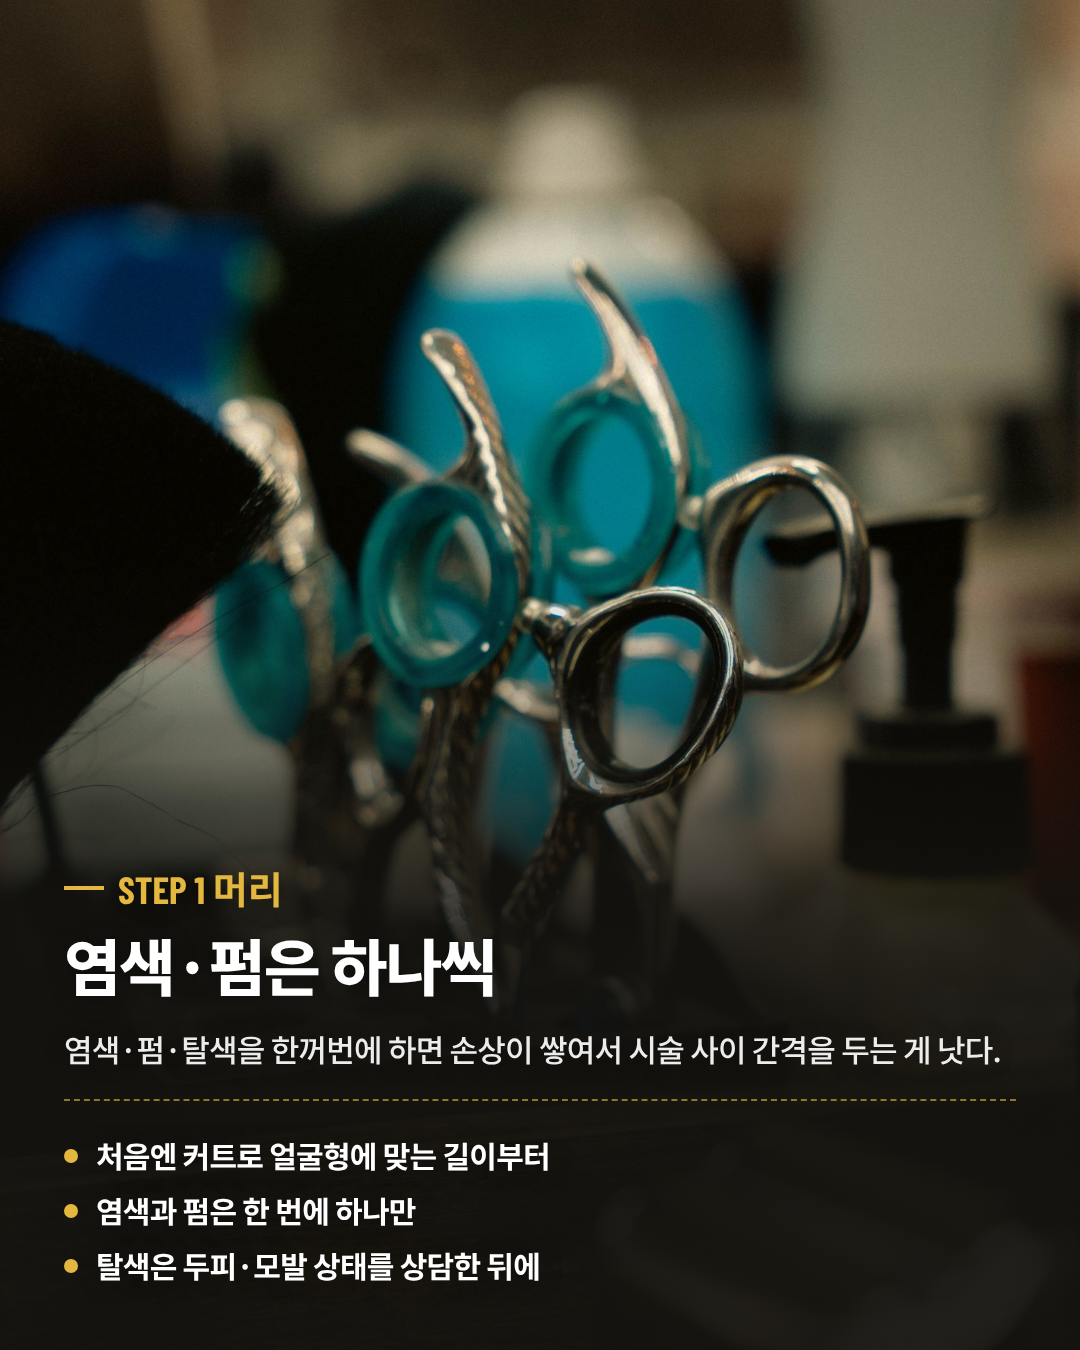 STEP 1 머리
염색·펌은 하나씩
염색·펌·탈색을 한꺼번에 하면 손상이 쌓여서 시술 사이 간격을 두는 게 낫다.
처음엔 커트로 얼굴형에 맞는 길이부터
염색과 펌은 한 번에 하나만
탈색은 두피·모발 상태를 상담한 뒤에